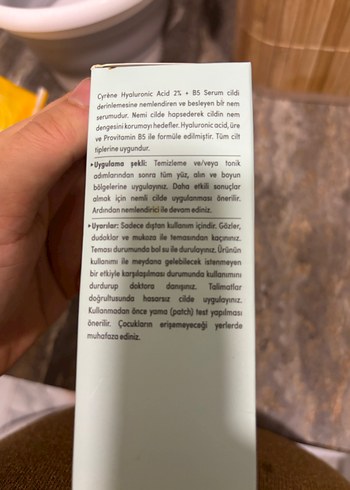 Cyrène Hyaluronic Acid 2% + B5 Serum cildi
derinlemesine nemlendiren ve besleyen bir nem
serumudur. Nemi cilde hapsederek cildin nem
dengesini korumayı hedefler. Hyaluronic acid, üre
ve Provitamin B5 ile formüle edilmiştir. Tüm cilt
tiplerine uygundur.
▸Uygulama şekli: Temizleme ve/veya tonik
adımlarından sonra tüm yüz, alın ve boyun
bölgelerine uygulayınız. Daha etkili sonuçlar
almak için nemli cilde uygulanması önerilir.
Ardından nemlendirici ile devam ediniz.
▸Uyarılar: Sadece dıştan kullanım içindir. Gözler,
dudaklar ve mukoza ile temasından kaçınınız.
Teması durumunda bol su ile durulayınız. Ürünün
kullanımı ile meydana gelebilecek istenmeyen
bir etkiyle karşılaşılması durumunda kullanımını
durdurup doktora danışınız. Talimatlar
doğrultusunda hasarsız cilde uygulayınız.
Kullanmadan önce yama (patch) test yapılması
önerilir. Çocukların erişemeyeceği yerlerde
muhafaza ediniz.